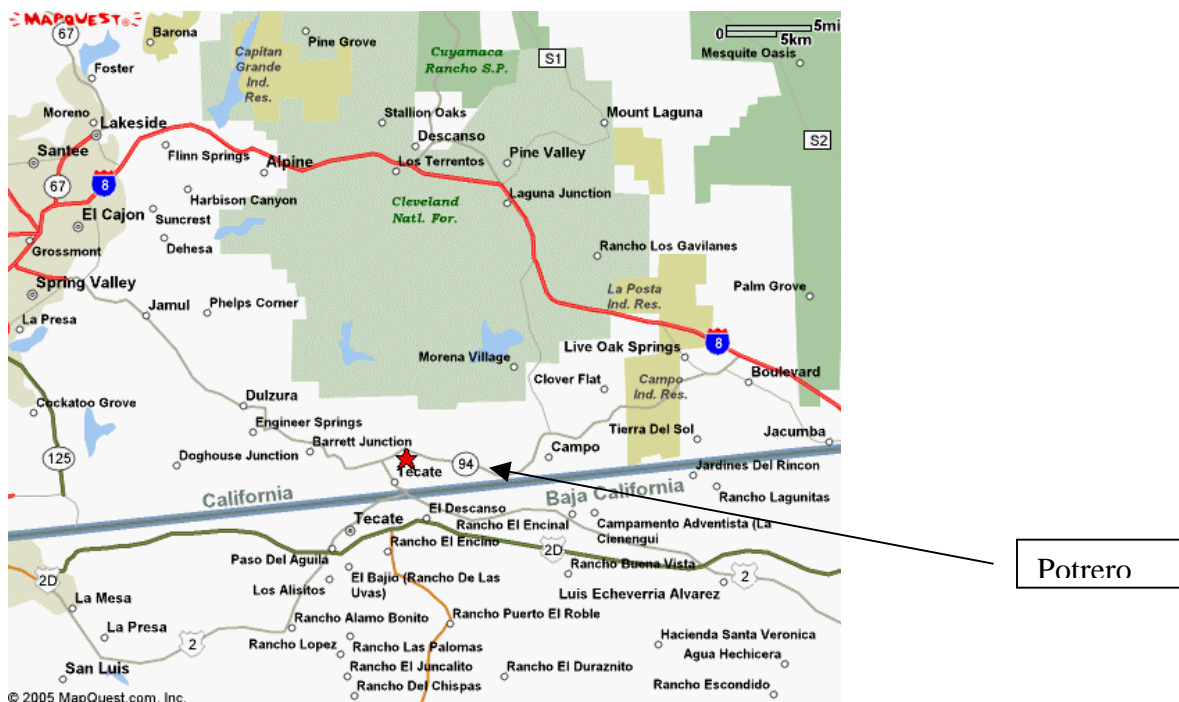 MAPQUEST
0 5mi
5km
67
Barona
Pine Grove
Capitan
Grande
Ind.
Res.
Cuyamaca
Rancho S.P.
S1
Mesquite Oasis
Foster
Moreno
Lakeside
Stallion Oaks
Mount Laguna
Descanso
S2
Santee
Flinn Springs
Alpine
Los Terrentos
Pine Valley
67
8
Harbison Canyon
Laguna Junction
El Cajon
Suncrest
Cleveland
Natl. For.
Grossmont
Dehesa
Rancho Los Gavilanes
Spring Valley
Jamul
Phelps Corner
La Posta
Ind. Res.
Palm Grove
La Presa
8
Live Oak Springs
Morena Village
Clover Flat
Campo
Ind. Res.
Boulevard
Dulzura
Cockatoo Grove
Engineer Springs
Barrett Junction
Tierra Del Sol
Jacumba
125
Doghouse Junction
94
Campo
Tecate
Jardines Del Rincon
California
Baja California
Rancho Lagunitas
El Descanso
Tecate
Rancho El Encinal
Campamento Adventista (La
Cienengui
Rancho El Encino
2D
Paso Del Aguila
El Bajio (Rancho De Las
Uvas)
Rancho Buena Vista
2
Potrero
2D
Los Alisitos
Luis Echeverria Alvarez
La Mesa
Rancho Alamo Bonito
Rancho Puerto El Roble
La Presa
2
Rancho Lopez
Rancho Las Palomas
Hacienda Santa Veronica
Agua Hechicera
San Luis
Rancho El Juncalito
Rancho El Duraznito
Rancho Del Chispas
Rancho Escondido
© 2005 MapQuest.com, Inc.